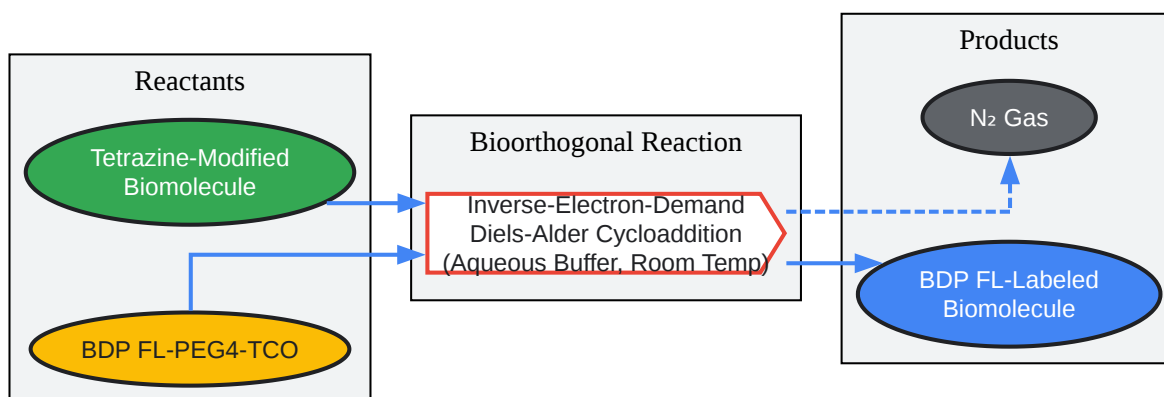 Reactants
Tetrazine-Modified
Biomolecule
BDP FL-PEG4-TCO
Bioorthogonal Reaction
Inverse-Electron-Demand
Diels-Alder Cycloaddition
(Aqueous Buffer, Room Temp)
Products
N₂ Gas
BDP FL-Labeled
Biomolecule